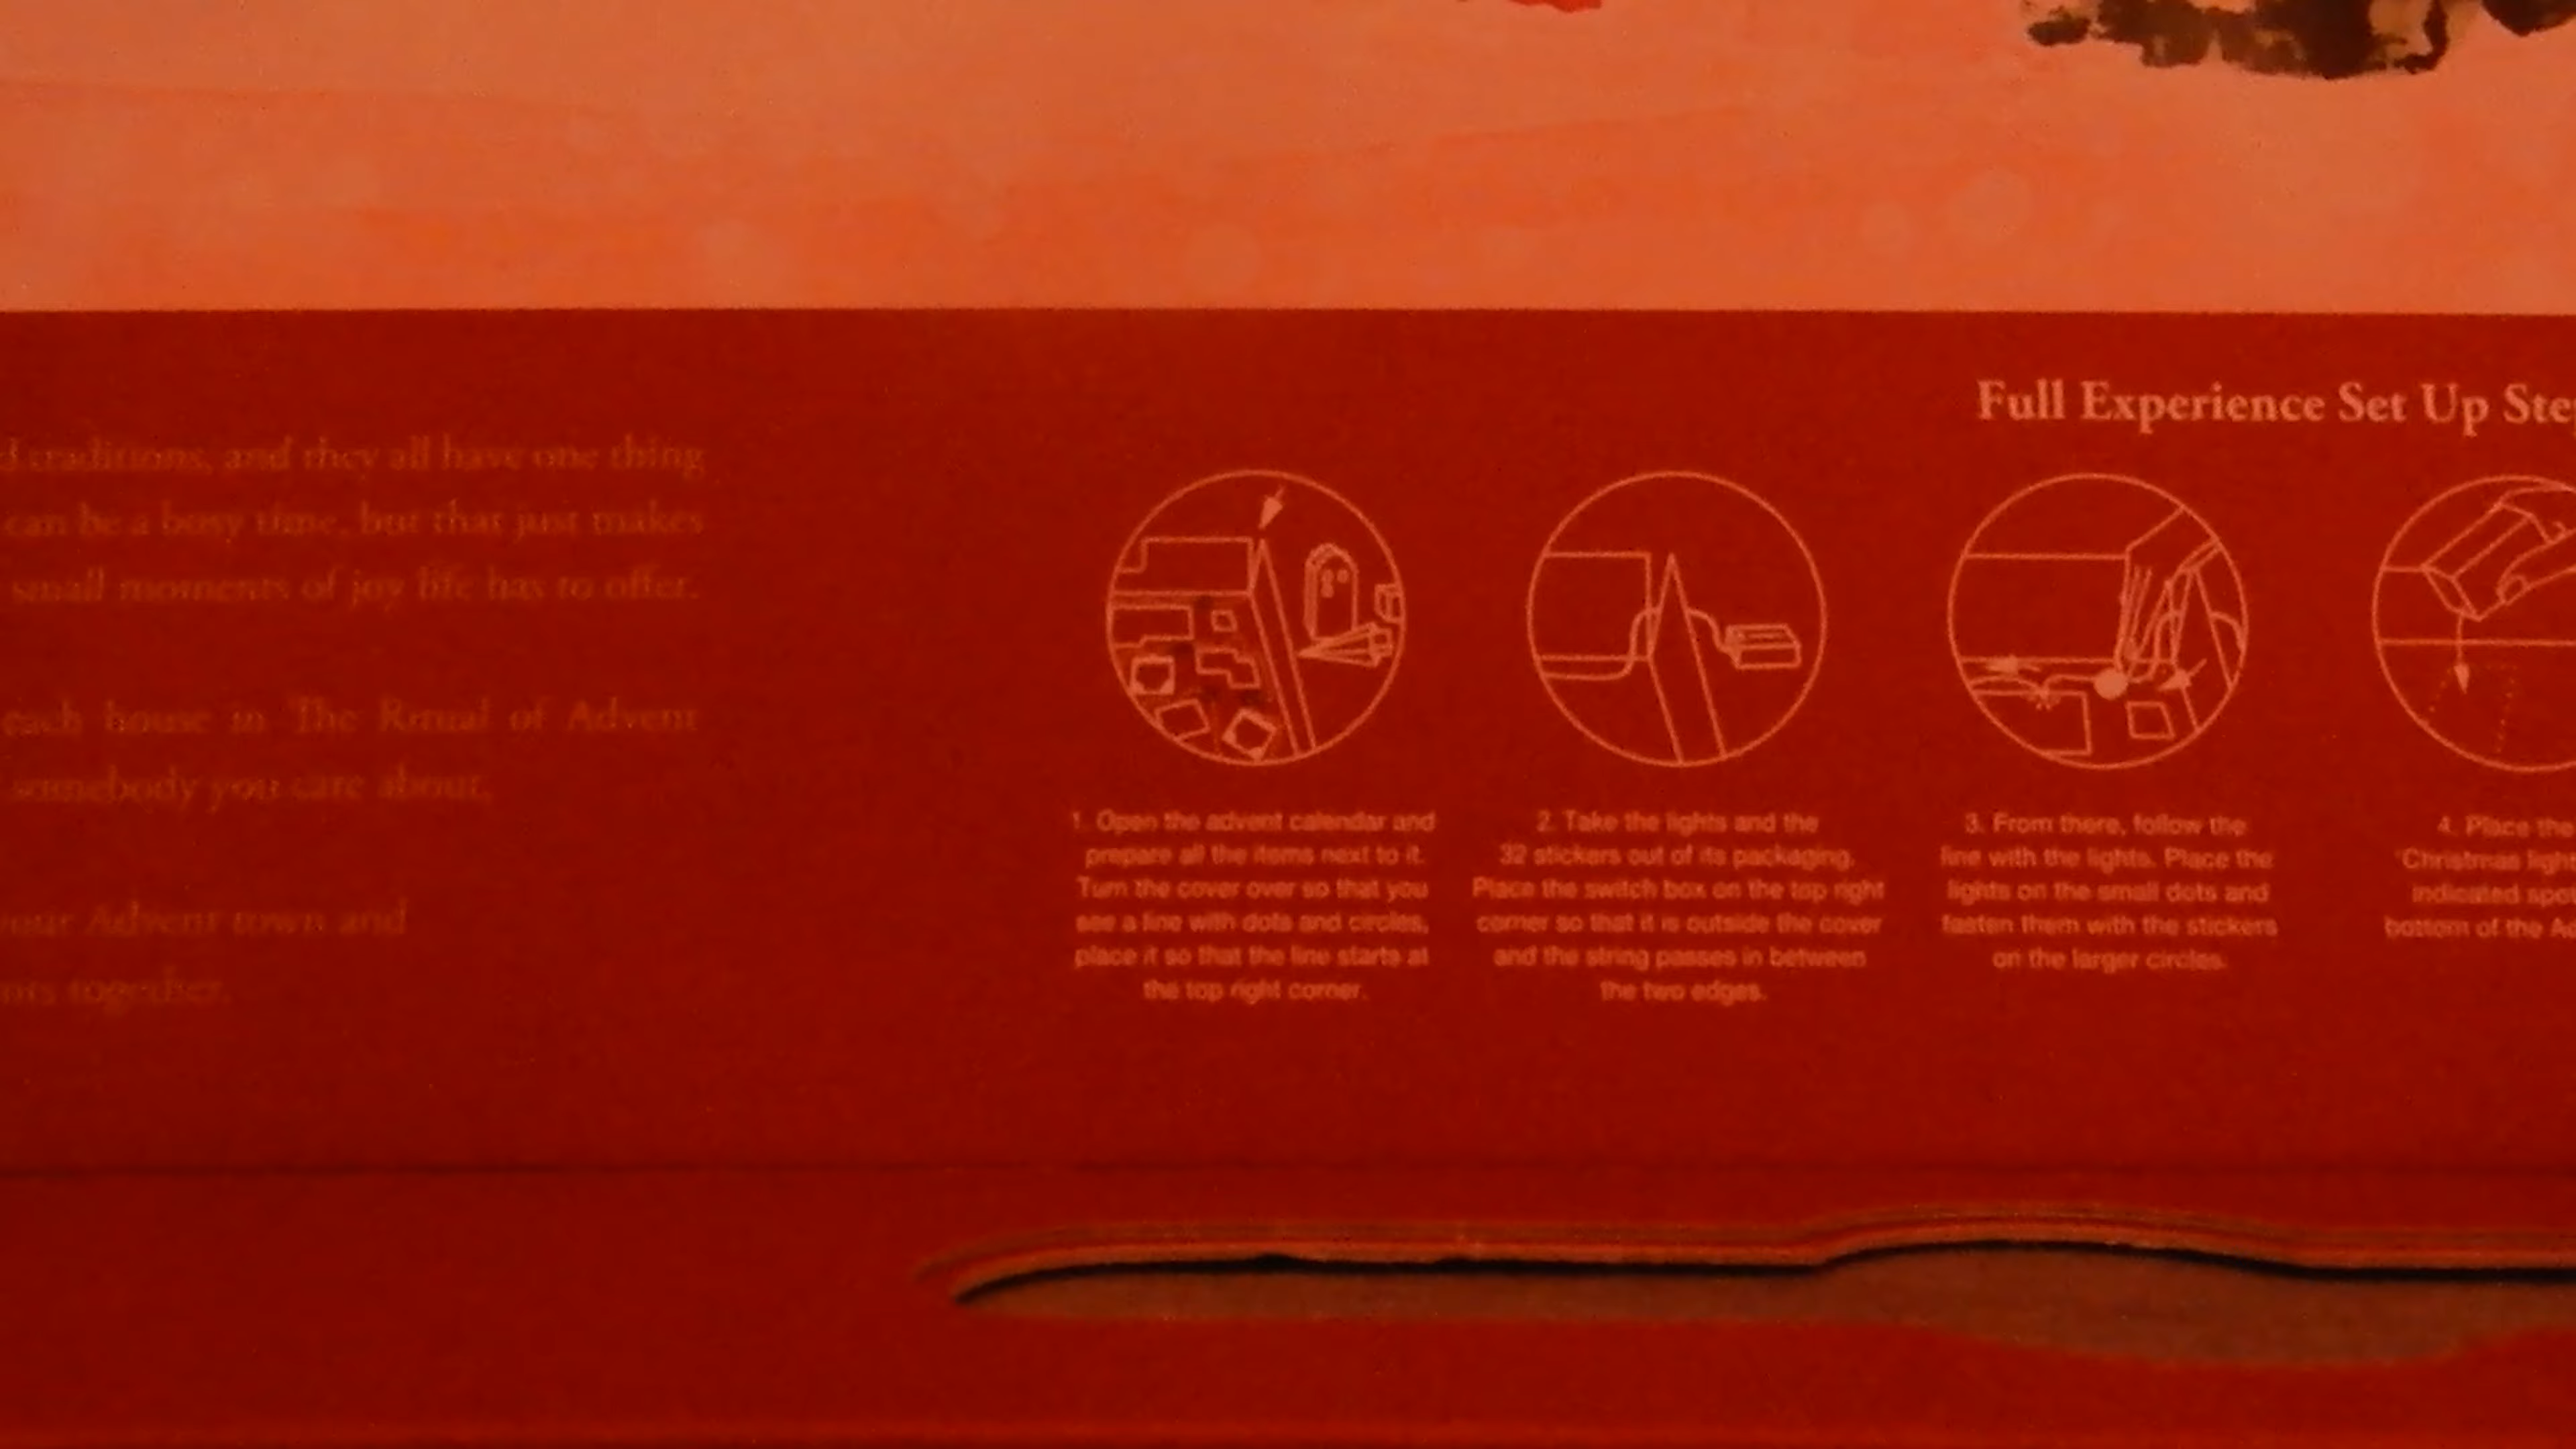 d traditions, and they all have one thing
can be a busy time, but that just makes
small moments of joy life has to offer.
each house in The Ritual of Advent
somebody you care about.
your Advent town and
together.
Full Experience Set Up
1. Open the advent calendar and
prepare all the items next to it.
Turn the cover over so that you
see a line with dots and circles,
place it so that the line starts at
the top right corner.
2. Take the lights and the
32 stickers out of its packaging.
Place the switch box on the top right
corner so that it is outside the cover
and the string passes in between
the two edges.
3. From there, follow the
line with the lights. Place the
lights on the small dots and
fasten them with the stickers
on the larger circles.
4. Place the
Christmas
indicated
bottom of the